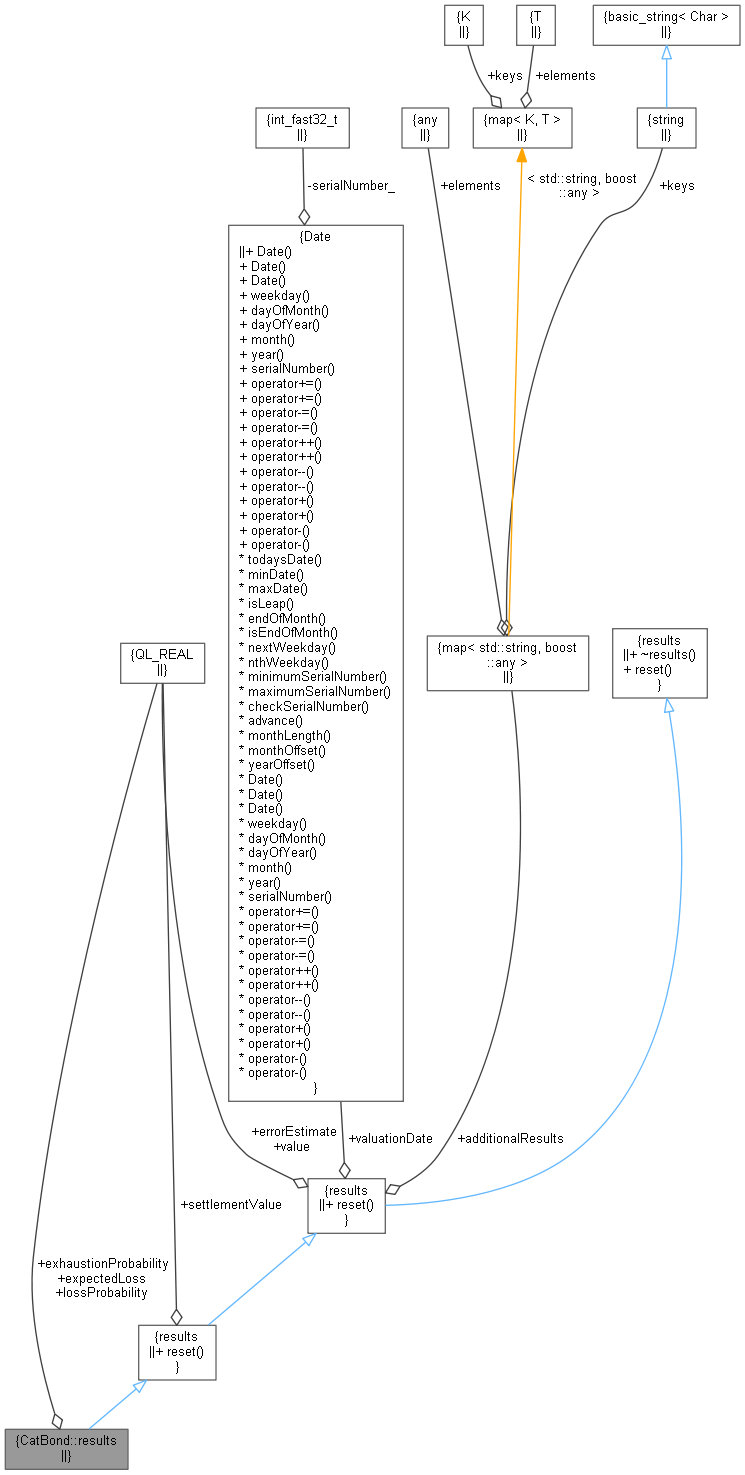 {K
||}
{T
||}
{basic_string< Char >
||}
+keys
+elements
{int_fast32_t
||}
{any
||}
{map< K, T >
||}
{string
||}
-serialNumber_
+elements
< std::string, boost
::any >
+keys
{Date
||+ Date()
+ Date()
+ Date()
+ weekday()
+ dayOfMonth()
+ dayOfYear()
+ month()
+ year()
+ serialNumber()
+ operator+=()
+ operator+=()
+ operator-=()
+ operator-=()
+ operator++()
+ operator++()
+ operator--()
+ operator--()
+ operator+()
+ operator+()
+ operator-()
+ operator-()
* todaysDate()
* minDate()
* maxDate()
* isLeap()
* endOfMonth()
* isEndOfMonth()
* nextWeekday()
* nthWeekday()
* minimumSerialNumber()
* maximumSerialNumber()
* checkSerialNumber()
* advance()
* monthLength()
* monthOffset()
* yearOffset()
* Date()
* Date()
* Date()
* weekday()
* dayOfMonth()
* dayOfYear()
* month()
* year()
* serialNumber()
* operator+=()
* operator+=()
* operator-=()
* operator-=()
* operator++()
* operator++()
* operator--()
* operator--()
* operator+()
* operator+()
* operator-()
* operator-()
}
{QL_REAL
||}
{map< std::string, boost
::any >
||}
{results
||+ ~results()
+ reset()
}
+errorEstimate
+value
+valuationDate
+additionalResults
{results
||+ reset()
}
+settlementValue
+exhaustionProbability
+expectedLoss
+lossProbability
{results
||+ reset()
}
{CatBond::results
||}